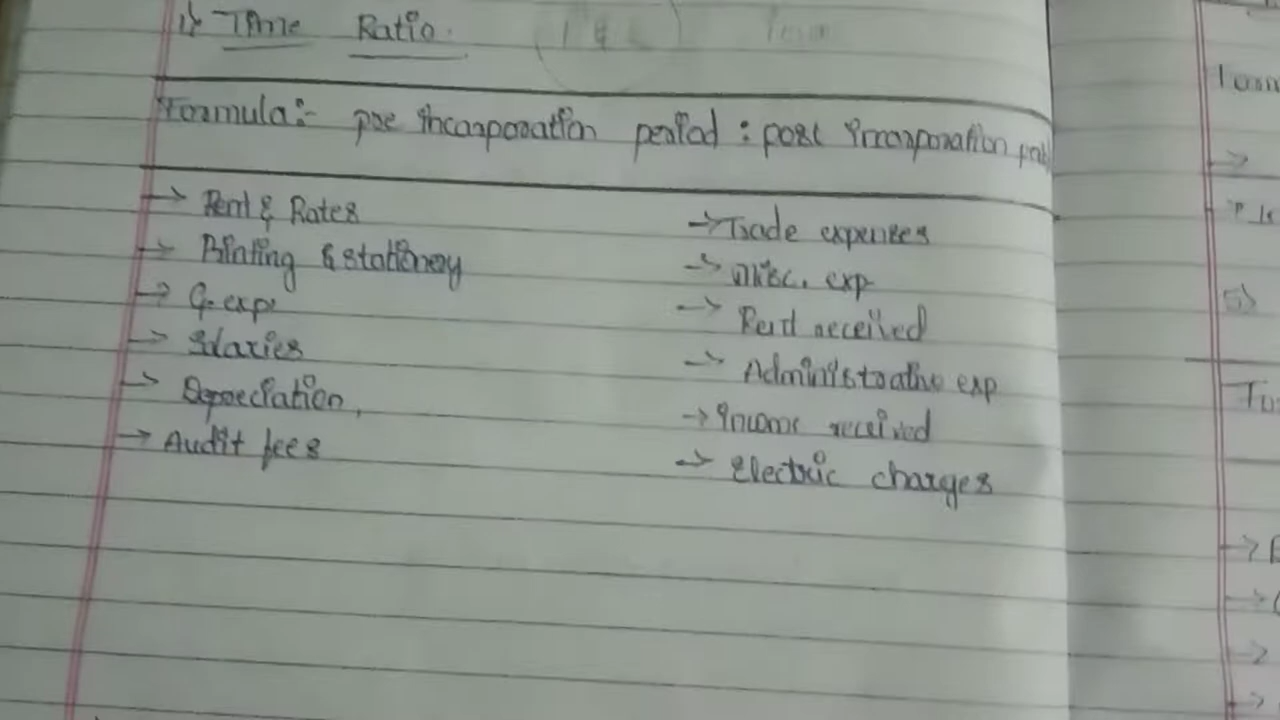 1) Time Ratio.
Formula:- pre incorporation period : post incorporation
→ Rent & Rates
→ Printing & stationery
→ G. exp
→ Salaries
→ Depreciation,
→ Audit fees
→ Trade expenses
→ Misc. exp
→ Rent received
→ Administrative exp
→ Income received
→ Electric charges
5)